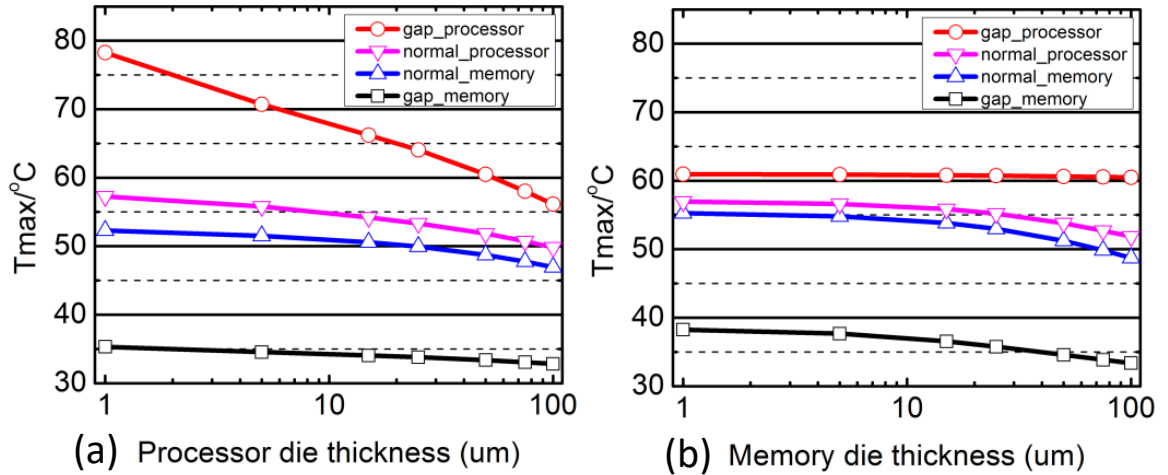 80
70
60
50
40
30
Tmax/°C
gap_processor
normal_processor
normal_memory
gap_memory
1
10
100
(a) Processor die thickness (um)
80
70
60
50
40
30
Tmax/°C
gap_processor
normal_processor
normal_memory
gap_memory
1
10
100
(b) Memory die thickness (um)